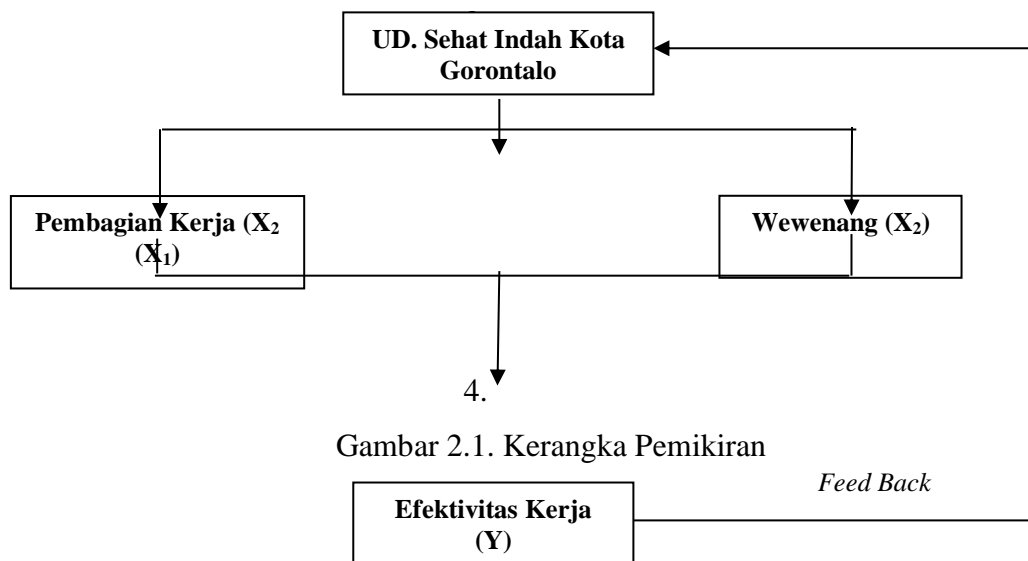 UD. Sehat Indah Kota
Gorontalo
Pembagian Kerja (X₂
(X₁)
Wewenang (X₂)
4.
Gambar 2.1. Kerangka Pemikiran
Feed Back
Efektivitas Kerja
(Y)